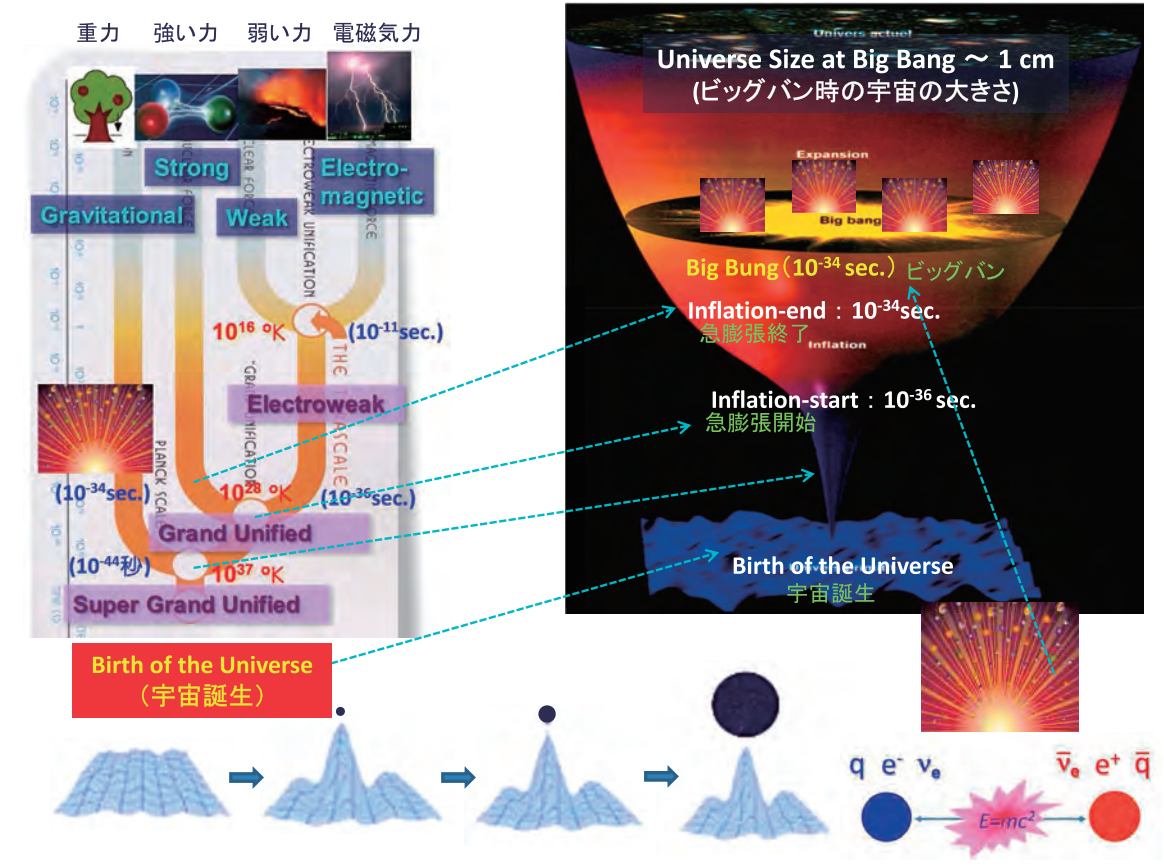 重力 強い力 弱い力 電磁気力
Strong
Electro-
magnetic
Gravitational
Weak
CLEAR FORCE
ELECTROWEAK UNIFICATION
10¹⁶ °K
(10⁻¹¹sec.)
Electroweak
PLANCK SCALE
(10⁻³⁴sec.)
10²⁸ °K
(10⁻³⁶sec.)
Grand Unified
(10⁻⁴⁴秒)
10³⁷ °K
Super Grand Unified
Univers actuel
Universe Size at Big Bang ~ 1 cm
(ビッグバン時の宇宙の大きさ)
Expansion
Big bang
Big Bung(10⁻³⁴ sec.) ビッグバン
Inflation-end : 10⁻³⁴sec.
急膨張終了
Inflation
Inflation-start : 10⁻³⁶ sec.
急膨張開始
Birth of the Universe
宇宙誕生
Birth of the Universe
(宇宙誕生)
q e⁻ νₑ
ν̅ₑ e⁺ q̅
E=mc²